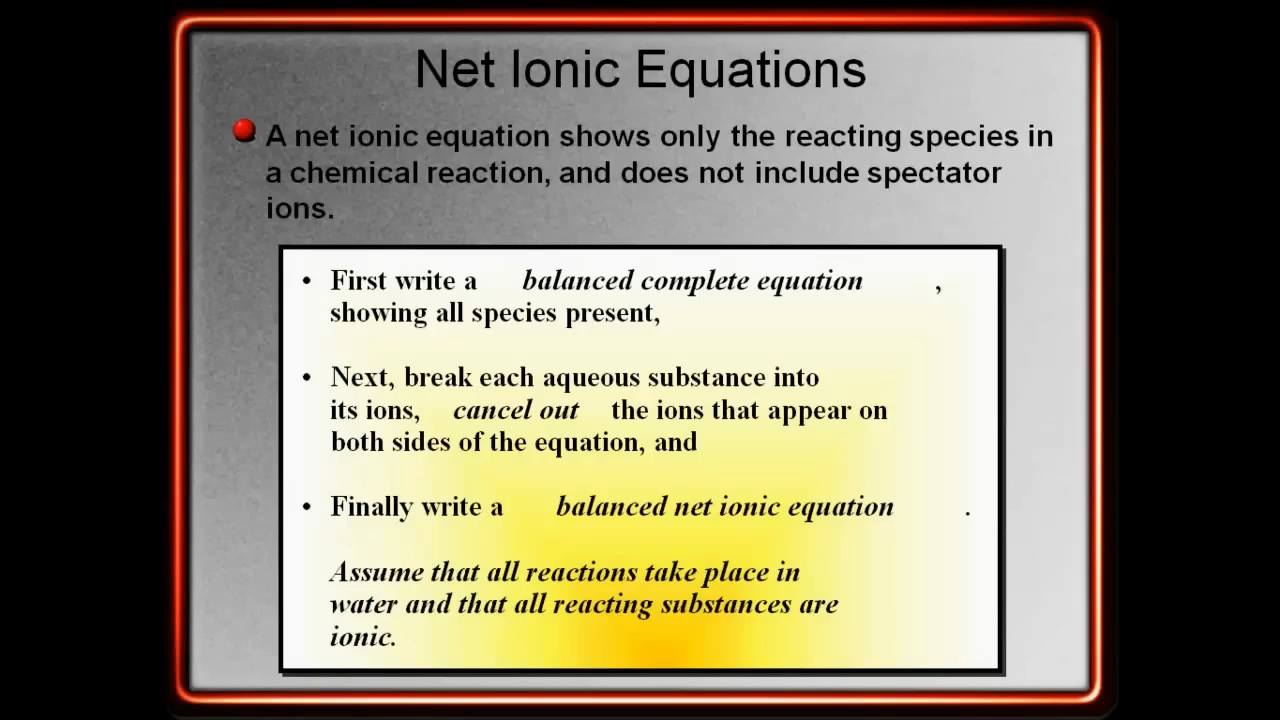 Net Ionic Equations
A net ionic equation shows only the reacting species in
a chemical reaction, and does not include spectator
ions.
• First write a balanced complete equation ,
showing all species present,
• Next, break each aqueous substance into
its ions, cancel out the ions that appear on
both sides of the equation, and
• Finally write a balanced net ionic equation .
Assume that all reactions take place in
water and that all reacting substances are
ionic.